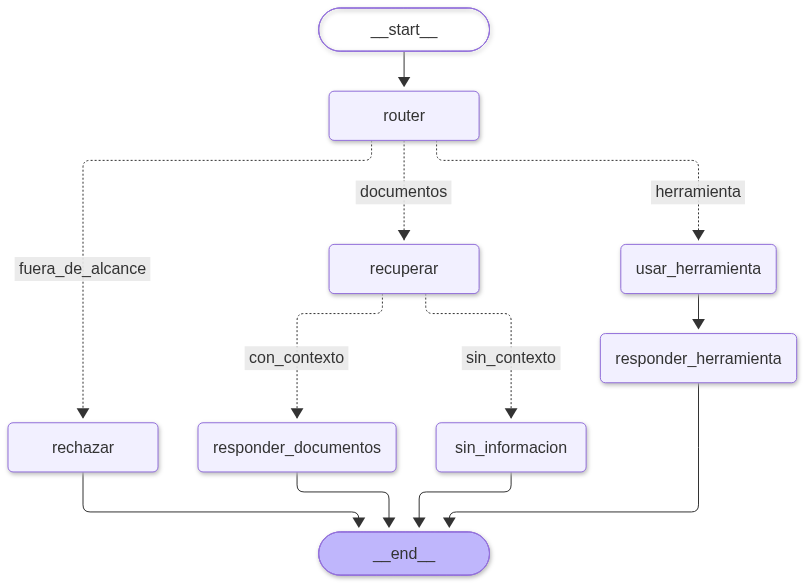 __start__
router
documentos
herramienta
fuera_de_alcance
recuperar
usar_herramienta
con_contexto
sin_contexto
responder_herramienta
rechazar
responder_documentos
sin_informacion
__end__